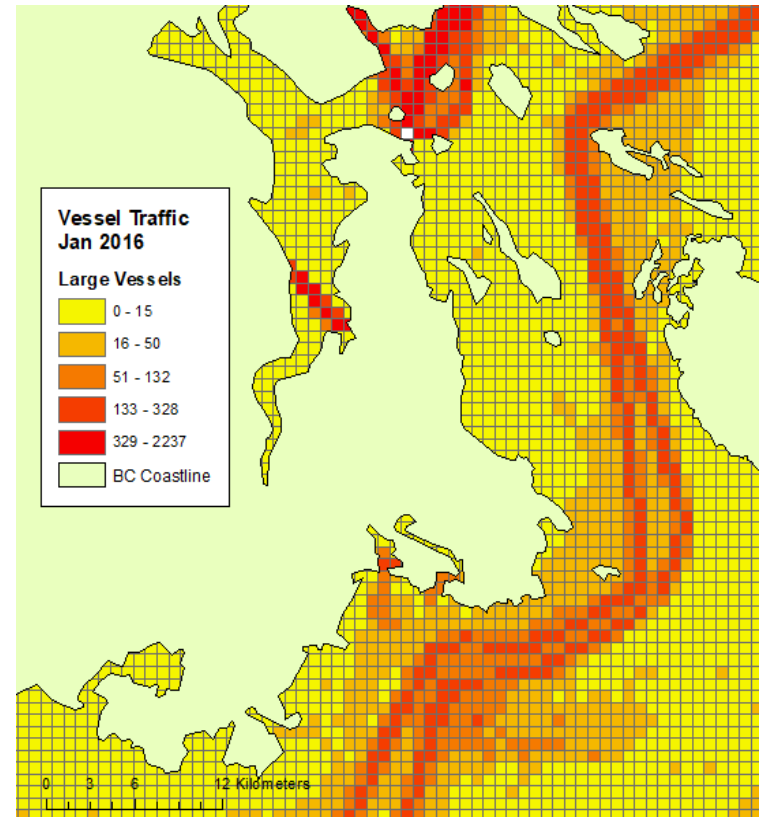 Vessel Traffic
Jan 2016
Large Vessels
0 - 15
16 - 50
51 - 132
133 - 328
329 - 2237
BC Coastline
0 3 6 12 Kilometers